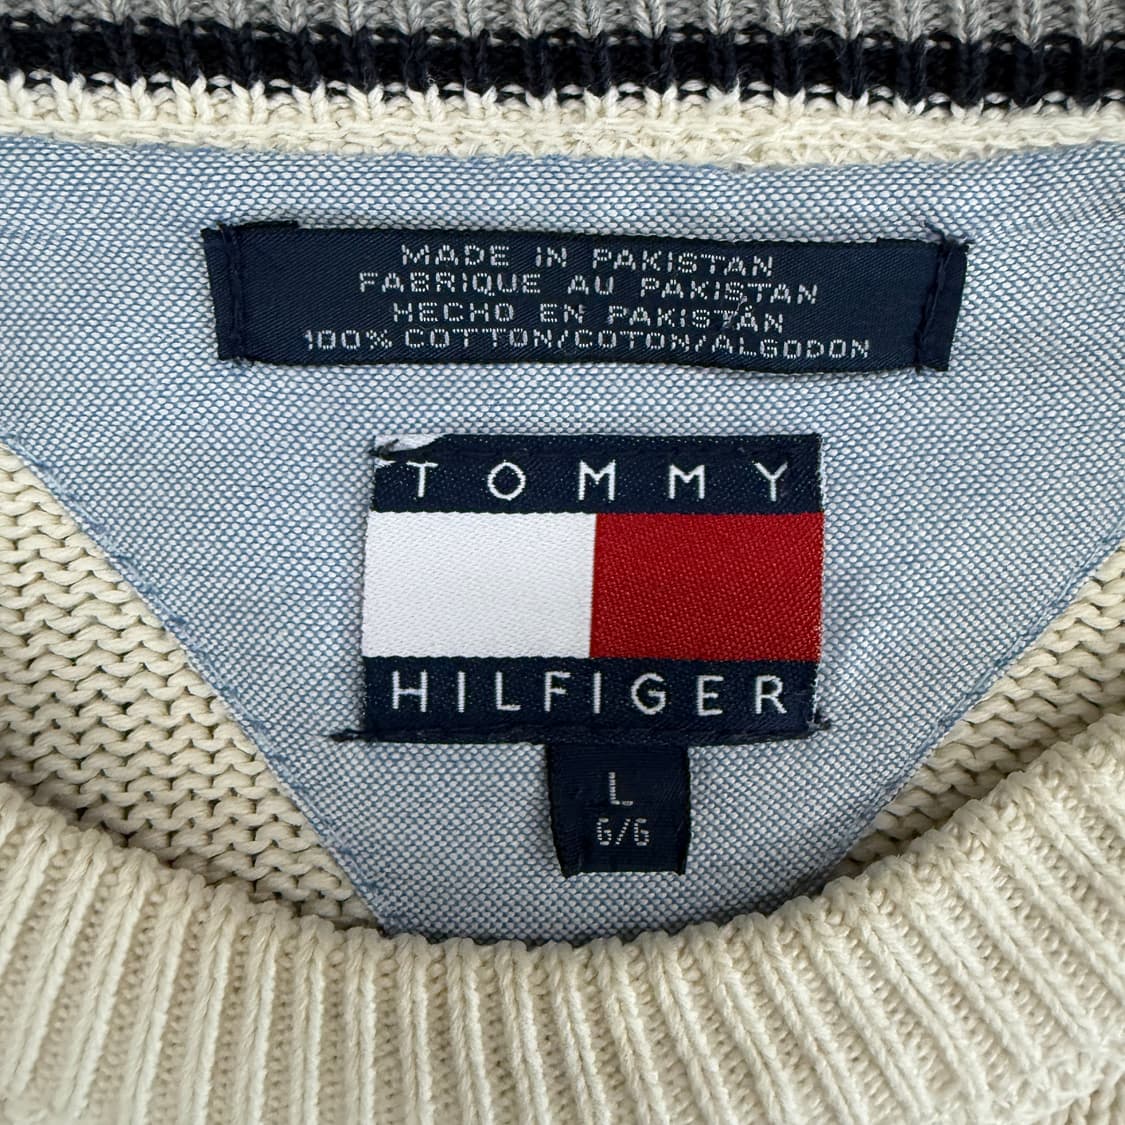 MADE IN PAKISTAN
FABRIQUE AU PAKISTAN
HECHO EN PAKISTÁN
100% COTTON/COTON/ALGODON
TOMMY
HILFIGER
L
G/G